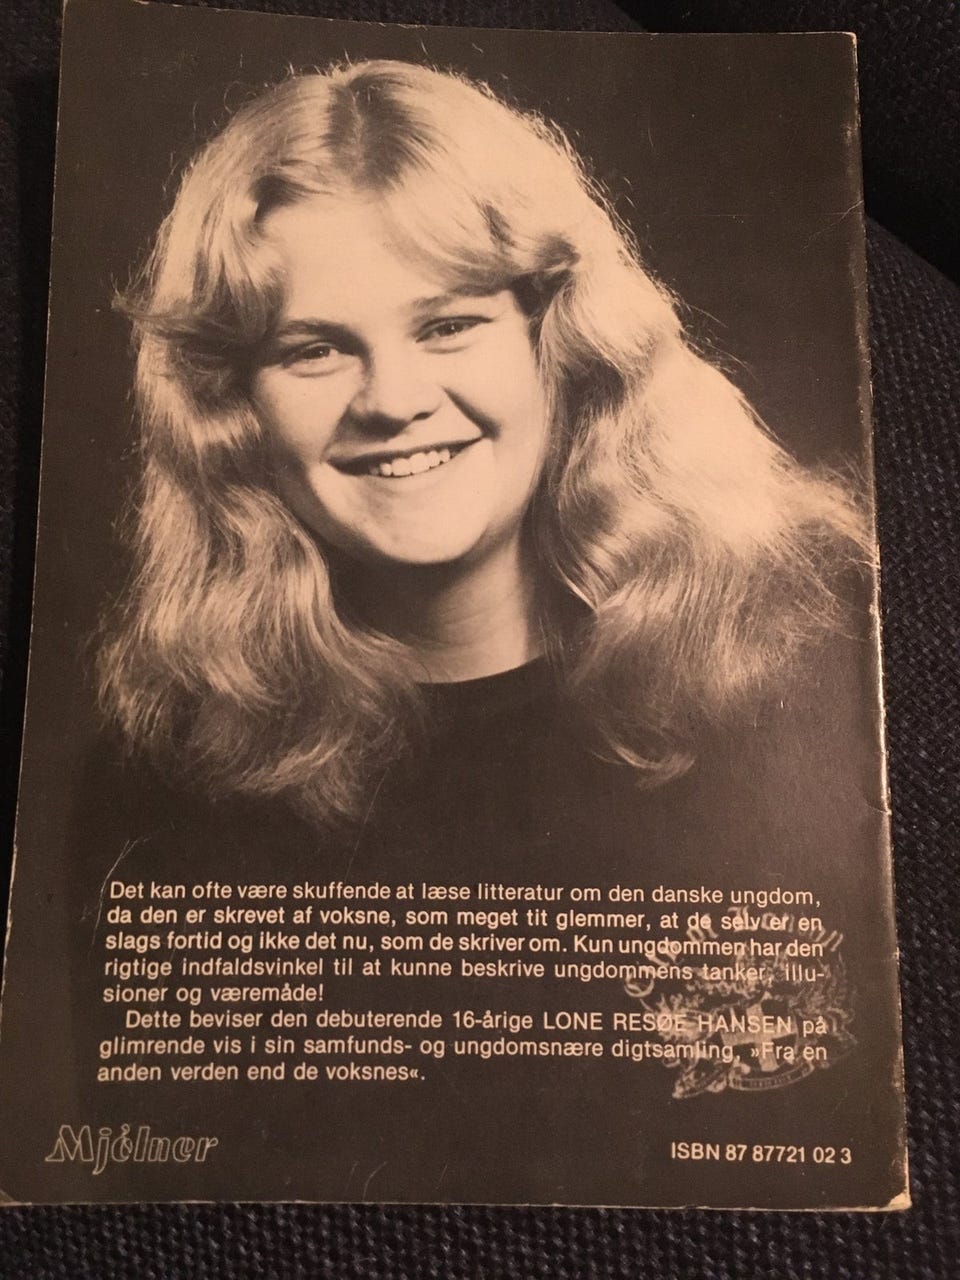 Det kan ofte være skuffende at læse litteratur om den danske ungdom,
da den er skrevet af voksne, som meget tit glemmer, at de selv er en
slags fortid og ikke det nu, som de skriver om. Kun ungdommen har den
rigtige indfaldsvinkel til at kunne beskrive ungdommens tanker, illu-
sioner og væremåde!
Dette beviser den debuterende 16-årige LONE RESØE HANSEN på
glimrende vis i sin samfunds- og ungdomsnære digtsamling, »Fra en
anden verden end de voksnes«.
Mjølner
ISBN 87 87721 02 3